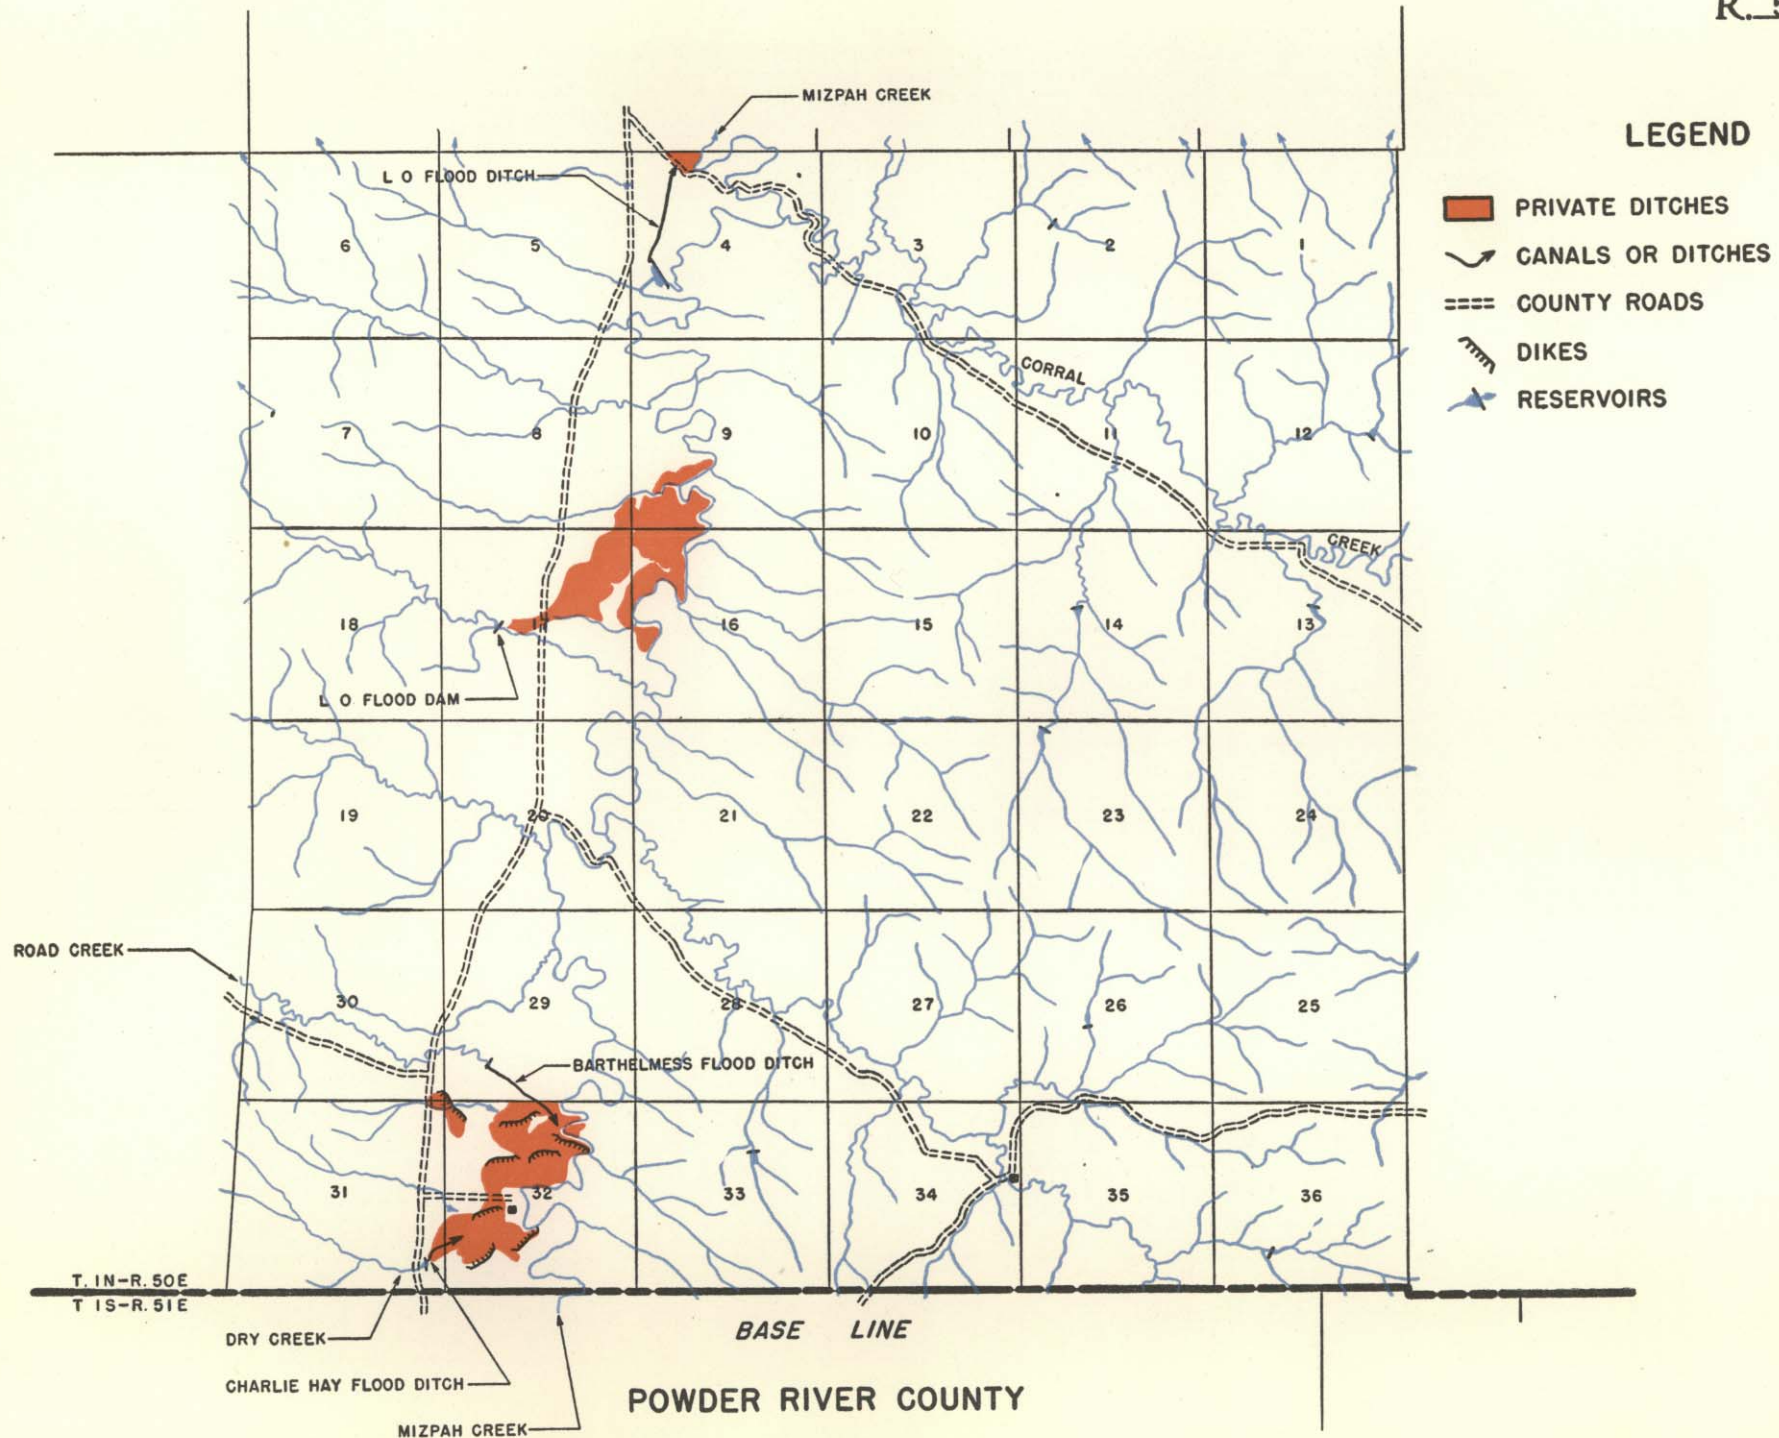 R.
MIZPAH CREEK
LEGEND
L O FLOOD DITCH
PRIVATE DITCHES
CANALS OR DITCHES
COUNTY ROADS
DIKES
RESERVOIRS
6 5 4 3 2 1
CORRAL
7 8 9 10 11 12
CREEK
18 17 16 15 14 13
L O FLOOD DAM
19 20 21 22 23 24
ROAD CREEK
30 29 28 27 26 25
BARTHELMESS FLOOD DITCH
31 32 33 34 35 36
T. 1N-R. 50E
T 1S-R. 51E
DRY CREEK
BASE LINE
CHARLIE HAY FLOOD DITCH
POWDER RIVER COUNTY
MIZPAH CREEK